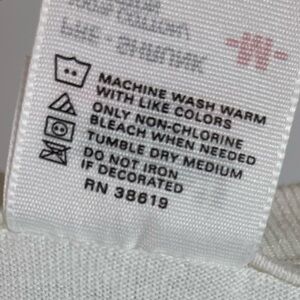 MACHINE WASH WARM
WITH LIKE COLORS
ONLY NON-CHLORINE
BLEACH WHEN NEEDED
TUMBLE DRY MEDIUM
DO NOT IRON
IF DECORATED
RN 38619